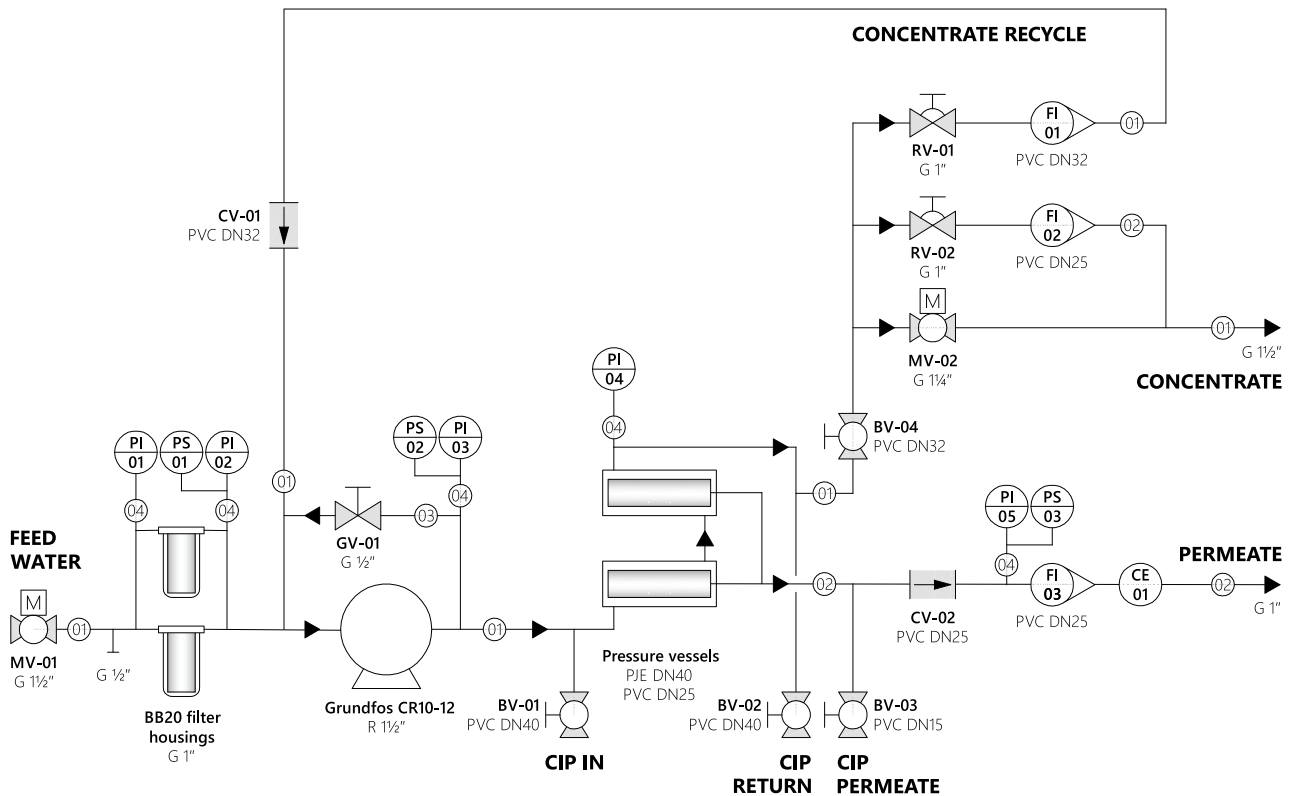 CONCENTRATE RECYCLE
FI
01
01
RV-01
G 1"
PVC DN32
CV-01
PVC DN32
FI
02
02
RV-02
G 1"
PVC DN25
M
MV-02
G 1¼"
01
G 1½"
CONCENTRATE
PI
04
04
BV-04
PVC DN32
01
PI
01
PS
01
PI
02
04
04
01
PS
02
PI
03
04
03
GV-01
G ½"
FEED
WATER
M
01
MV-01
G 1½"
G ½"
BB20 filter
housings
G 1"
Grundfos CR10-12
R 1½"
01
Pressure vessels
PJE DN40
PVC DN25
02
CV-02
PVC DN25
PI
05
PS
03
04
FI
03
PVC DN25
CE
01
PERMEATE
02
G 1"
BV-01
PVC DN40
CIP IN
BV-02
PVC DN40
CIP
RETURN
BV-03
PVC DN15
CIP
PERMEATE